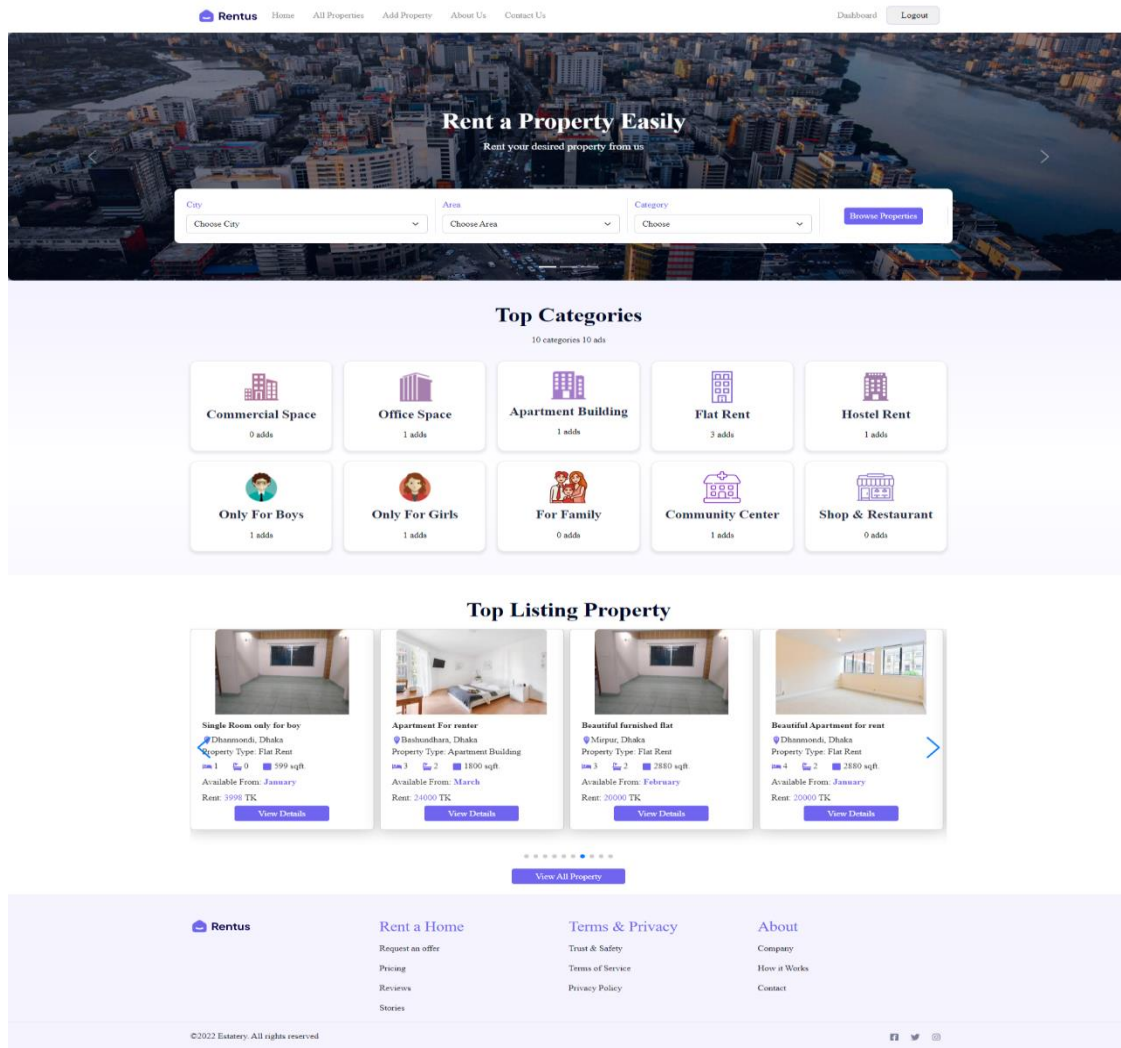 Rentus Home All Properties Add Property About Us Contact Us Dashboard Logout
Rent a Property Easily
Rent your desired property from us
City Area Category
Choose City Choose Area Choose Browse Properties
Top Categories
10 categories 10 ads
Commercial Space Office Space Apartment Building Flat Rent Hostel Rent
0 adds 1 adds 1 adds 3 adds 1 adds
Only For Boys Only For Girls For Family Community Center Shop & Restaurant
1 adds 1 adds 0 adds 1 adds 0 adds
Top Listing Property
Single Room only for boy Apartment For renter Beautiful furnished flat Beautiful Apartment for rent
Dhanmondi, Dhaka Bashundhara, Dhaka Mirpur, Dhaka Dhanmondi, Dhaka
Property Type: Flat Rent Property Type: Apartment Building Property Type: Flat Rent Property Type: Flat Rent
1 0 599 sqft. 3 2 1800 sqft. 3 2 2880 sqft. 4 2 2880 sqft.
Available From: January Available From: March Available From: February Available From: January
Rent: 3998 TK Rent: 24000 TK Rent: 20000 TK Rent: 20000 TK
View Details View Details View Details View Details
View All Property
Rentus Rent a Home Terms & Privacy About
Request an offer Trust & Safety Company
Pricing Terms of Service How it Works
Reviews Privacy Policy Contact
Stories
©2022 Estatery. All rights reserved